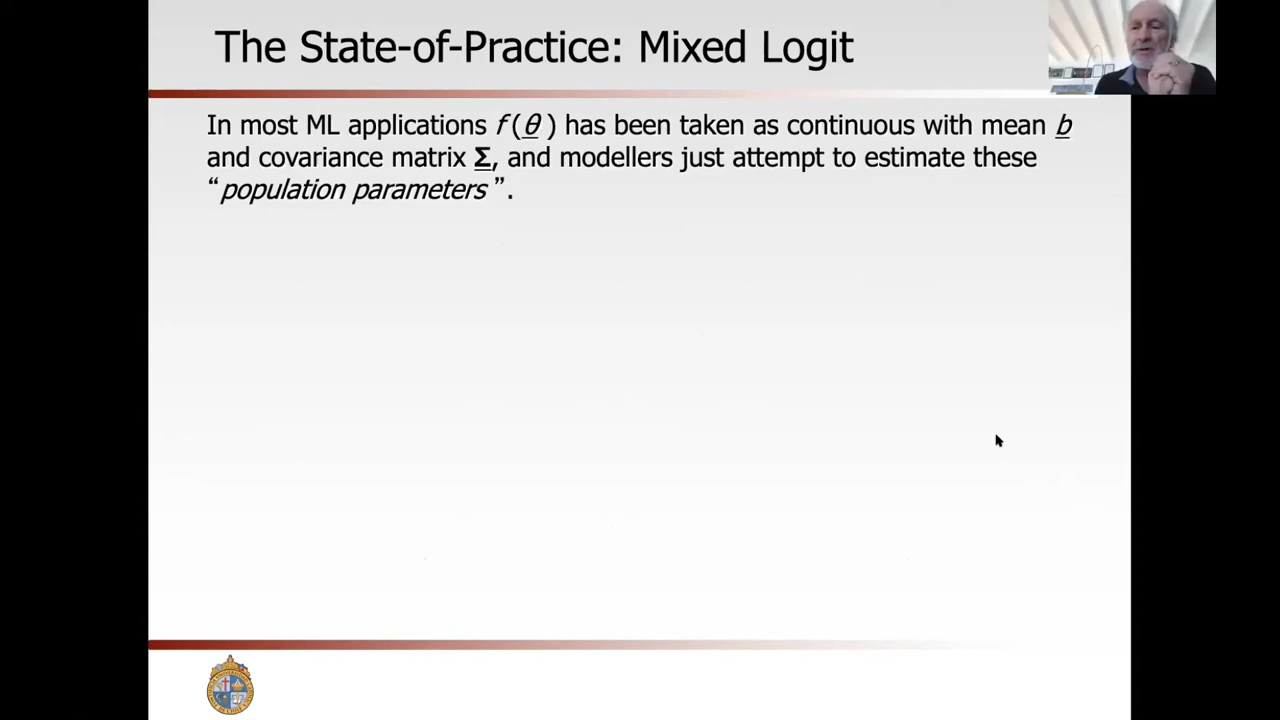 The State-of-Practice: Mixed Logit
In most ML applications f (θ ) has been taken as continuous with mean b
and covariance matrix Σ, and modellers just attempt to estimate these
“population parameters ”.